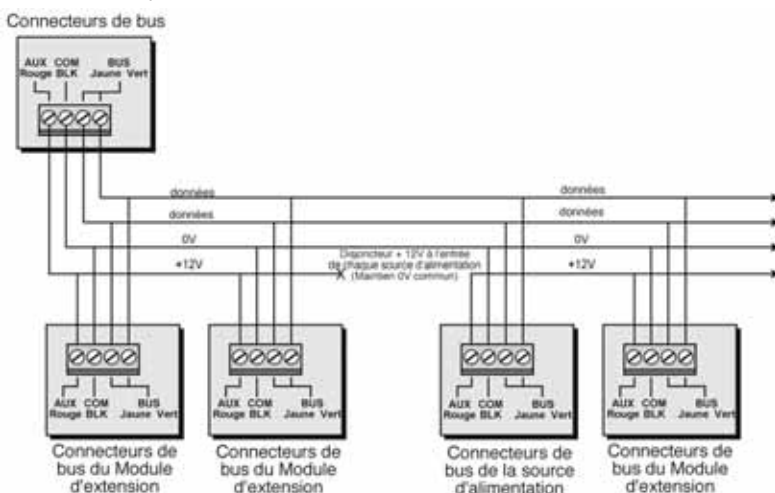 Connecteurs de bus
AUX COM BUS
Rouge BLK Jaune Vert
données données
données données
0V 0V
Disjoncteur + 12V à l'entrée
+12V de chaque source d'alimentation +12V
(Maintien 0V commun)
AUX COM BUS
Rouge BLK Jaune Vert
AUX COM BUS
Rouge BLK Jaune Vert
AUX COM BUS
Rouge BLK Jaune Vert
AUX COM BUS
Rouge BLK Jaune Vert
Connecteurs de
bus du Module
d'extension
Connecteurs de
bus du Module
d'extension
Connecteurs de
bus de la source
d'alimentation
Connecteurs de
bus du Module
d'extension